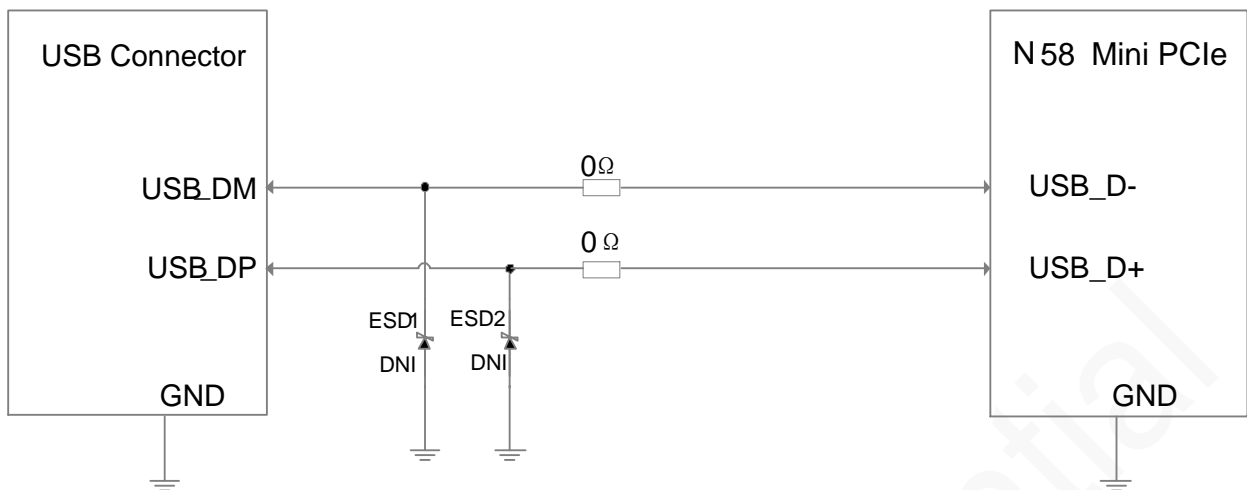 USB Connector
N58 Mini PCIe
0Ω
USB_DM
USB_D-
0Ω
USB_DP
USB_D+
ESD1
ESD2
DNI
DNI
GND
GND